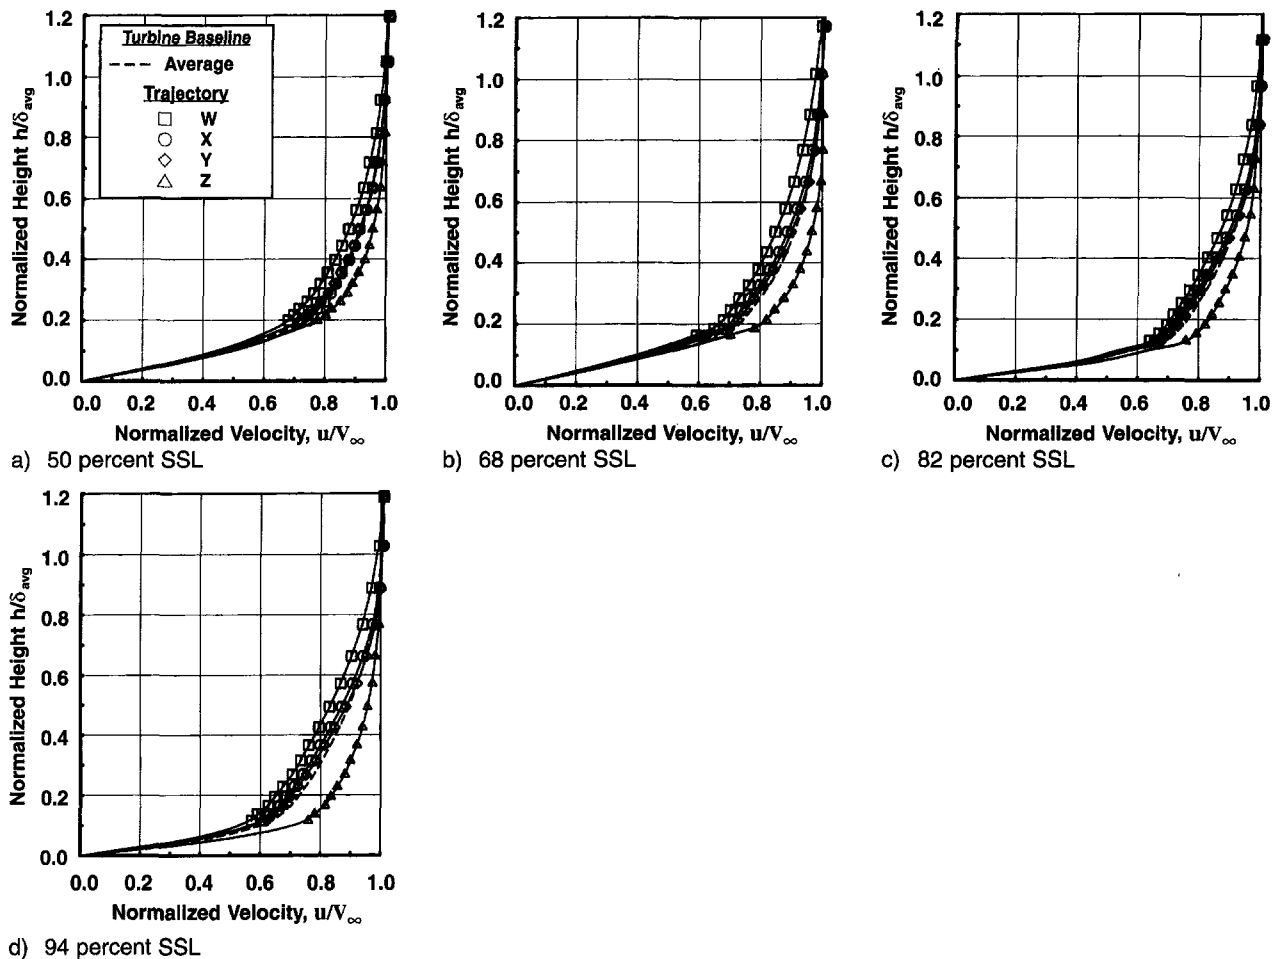 1.2
1.0
0.8
0.6
0.4
0.2
0.0
Normalized Height h/δavg
Turbine Baseline
Average
Trajectory
W
X
Y
Z
0.0 0.2 0.4 0.6 0.8 1.0
Normalized Velocity, u/V∞
a) 50 percent SSL
1.2
1.0
0.8
0.6
0.4
0.2
0.0
Normalized Height h/δavg
0.0 0.2 0.4 0.6 0.8 1.0
Normalized Velocity, u/V∞
b) 68 percent SSL
1.2
1.0
0.8
0.6
0.4
0.2
0.0
Normalized Height h/δavg
0.0 0.2 0.4 0.6 0.8 1.0
Normalized Velocity, u/V∞
c) 82 percent SSL
1.2
1.0
0.8
0.6
0.4
0.2
0.0
Normalized Height h/δavg
0.0 0.2 0.4 0.6 0.8 1.0
Normalized Velocity, u/V∞
d) 94 percent SSL